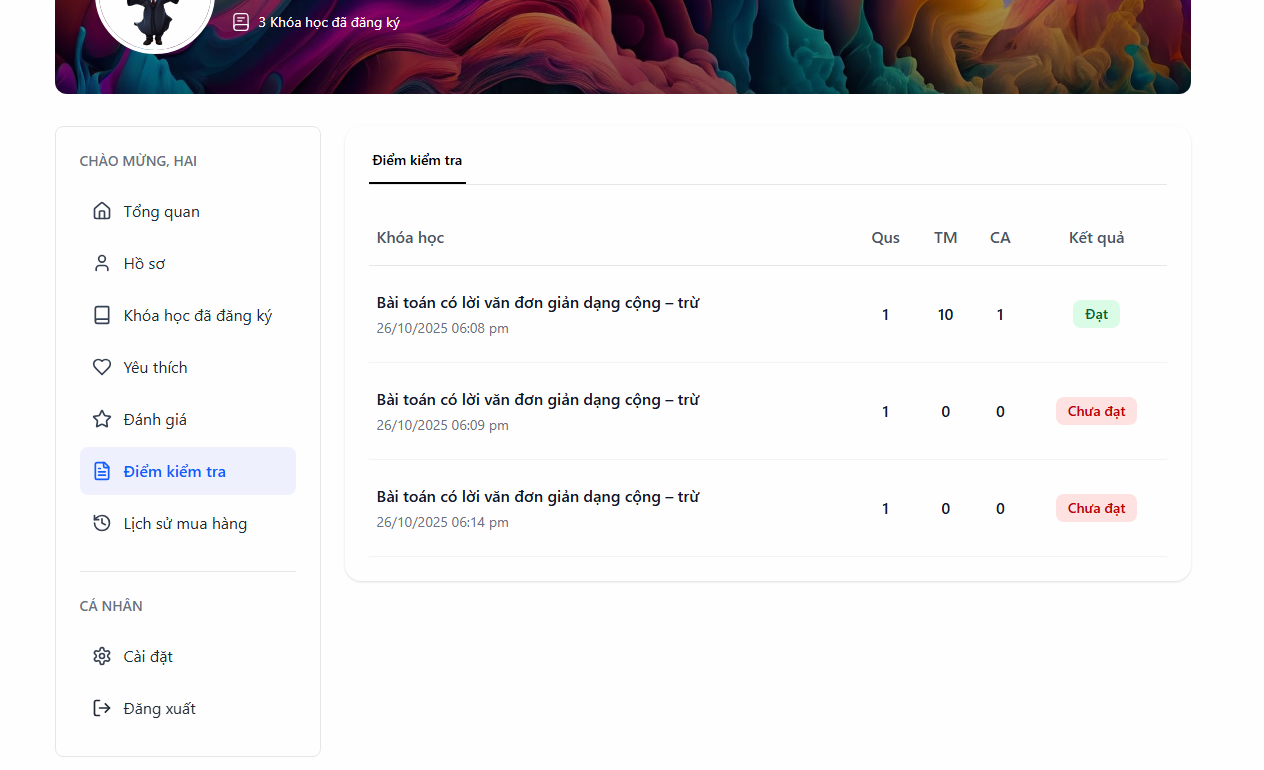 3 Khóa học đã đăng ký
CHÀO MỪNG, HAI
Tổng quan
Hồ sơ
Khóa học đã đăng ký
Yêu thích
Đánh giá
Điểm kiểm tra
Lịch sử mua hàng
CÁ NHÂN
Cài đặt
Đăng xuất
Điểm kiểm tra
Khóa học Qus TM CA Kết quả
Bài toán có lời văn đơn giản dạng cộng – trừ 1 10 1 Đạt
26/10/2025 06:08 pm
Bài toán có lời văn đơn giản dạng cộng – trừ 1 0 0 Chưa đạt
26/10/2025 06:09 pm
Bài toán có lời văn đơn giản dạng cộng – trừ 1 0 0 Chưa đạt
26/10/2025 06:14 pm